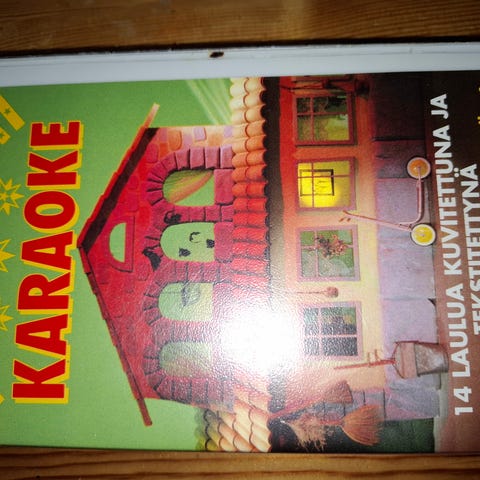 KARAOKE
14 LAULUA KUVITETTUNA JA
TEKSTITETTYNÄ